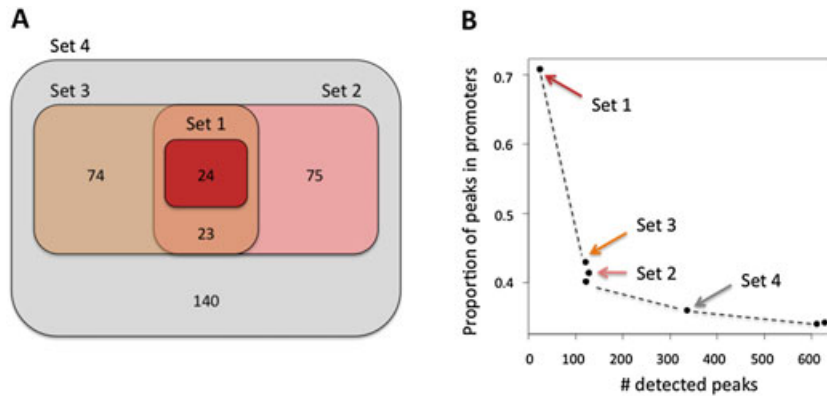 A
Set 4
Set 3
Set 2
Set 1
74
24
75
23
140
B
Proportion of peaks in promoters
0.7
0.6
0.5
0.4
Set 1
Set 3
Set 2
Set 4
0
100
200
300
400
500
600
# detected peaks